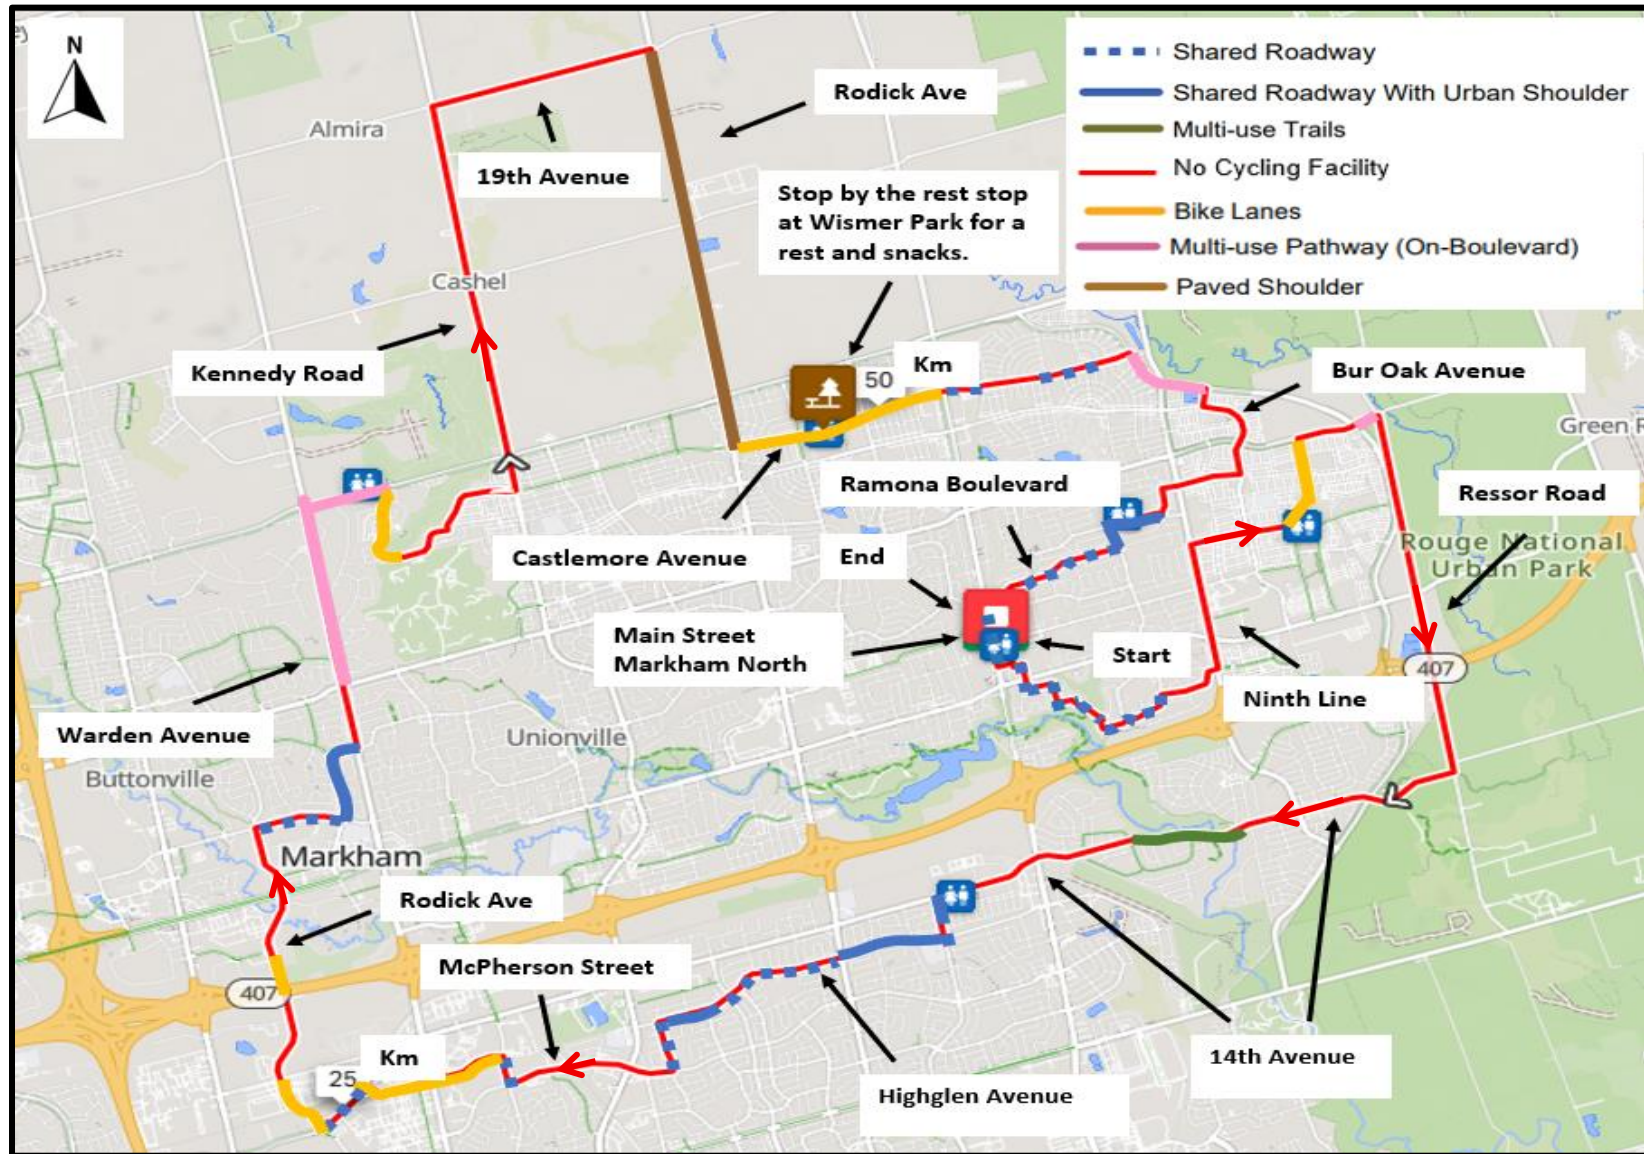 N
Shared Roadway
Shared Roadway With Urban Shoulder
Multi-use Trails
No Cycling Facility
Bike Lanes
Multi-use Pathway (On-Boulevard)
Paved Shoulder
Rodick Ave
Almira
19th Avenue
Stop by the rest stop
at Wismer Park for a
rest and snacks.
Cashel
Kennedy Road
50
Km
Bur Oak Avenue
Green R
Ramona Boulevard
Ressor Road
Castlemore Avenue
End
Rouge National
Urban Park
Main Street
Markham North
Start
407
Ninth Line
Warden Avenue
Unionville
Buttonville
Markham
Rodick Ave
McPherson Street
407
Km
25
14th Avenue
Highglen Avenue